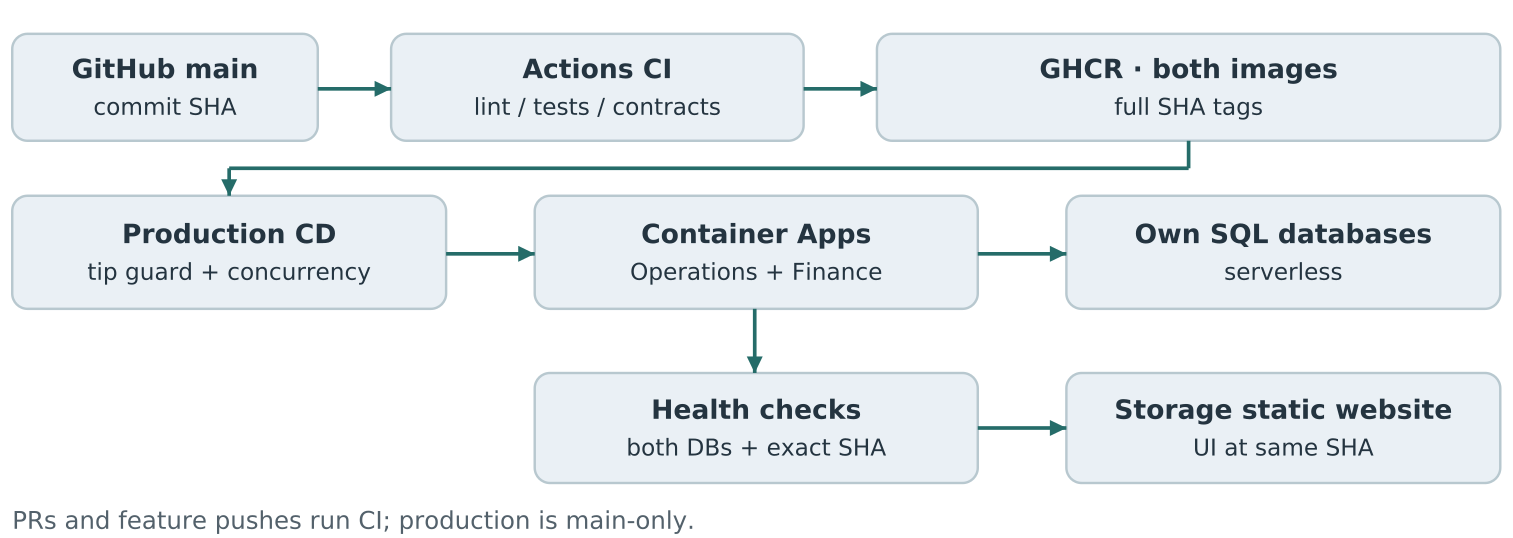 GitHub main
commit SHA
Actions CI
lint / tests / contracts
GHCR · both images
full SHA tags
Production CD
tip guard + concurrency
Container Apps
Operations + Finance
Own SQL databases
serverless
Health checks
both DBs + exact SHA
Storage static website
UI at same SHA
PRs and feature pushes run CI; production is main-only.